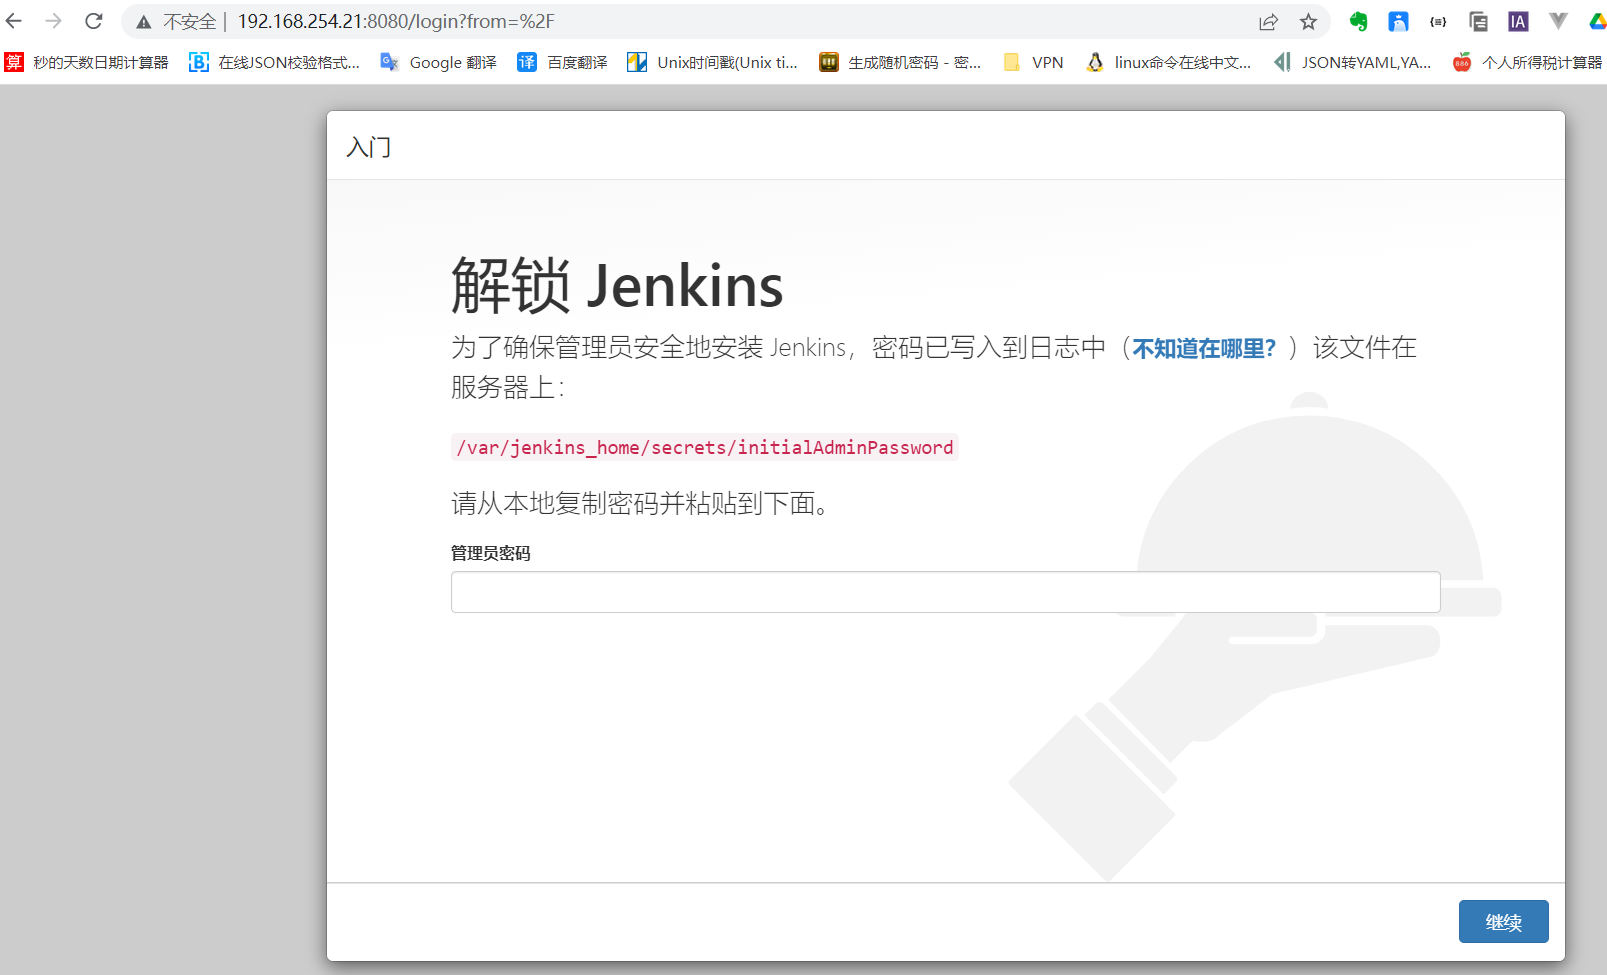 不安全 | 192.168.254.21:8080/login?from=%2F
IA
算 秒的天数日期计算器 B 在线JSON校验格式... G Google 翻译 译 百度翻译 Unix时间戳(Unix ti... 生成随机密码 - 密... VPN linux命令在线中文... JSON转YAML,YA... 886 个人所得税计算器
入门
解锁 Jenkins
为了确保管理员安全地安装 Jenkins，密码已写入到日志中（不知道在哪里？）该文件在
服务器上：
/var/jenkins_home/secrets/initialAdminPassword
请从本地复制密码并粘贴到下面。
管理员密码
继续